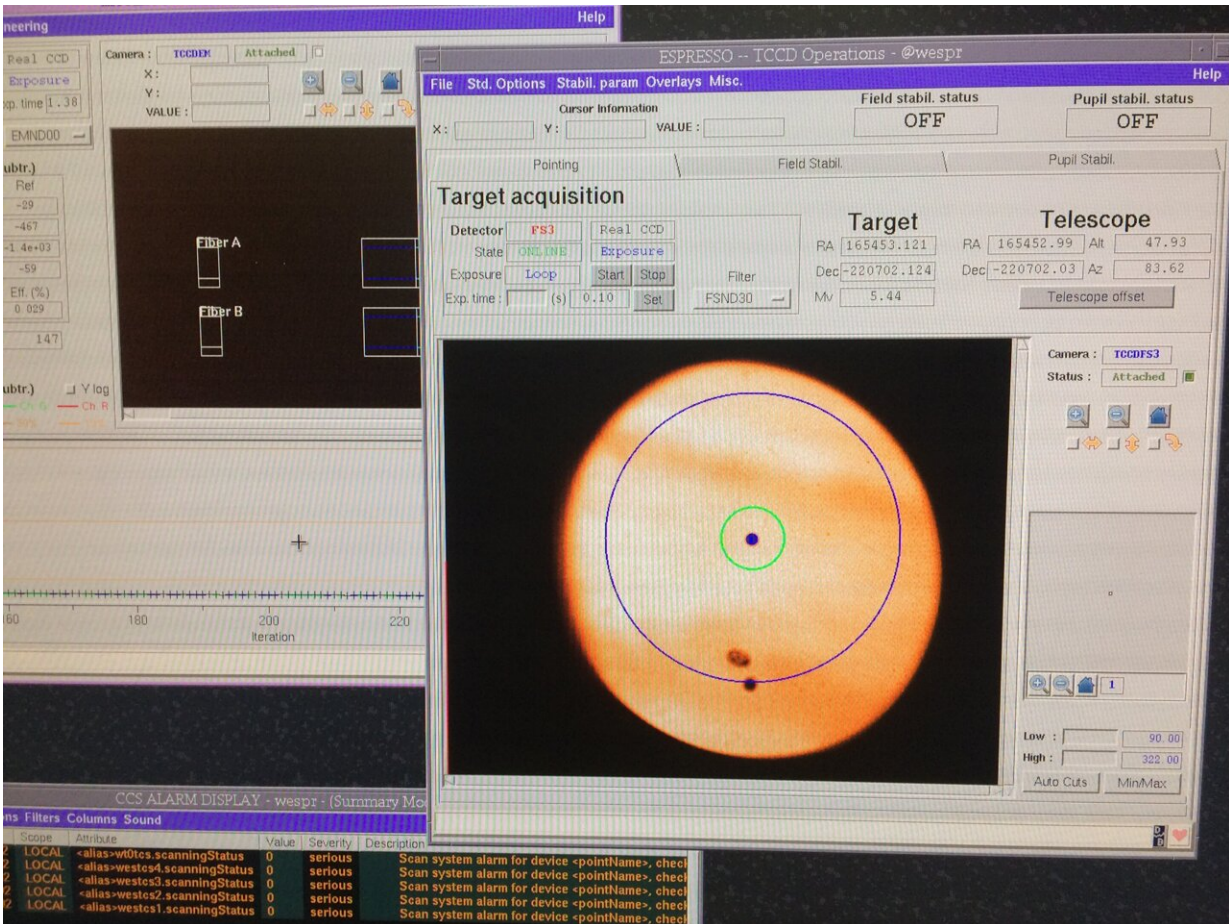 neering
Help
Real CCD
Exposure
xp. time 1.38
EMND00
Camera : TCCDEM Attached
X :
Y :
VALUE :
ubtr.)
Ref
-29
-467
-1.4e+03
-59
Eff. (%)
0.029
147
ubtr.)
Y log
Ch R
Fiber A
Fiber B
160 180 200 220
Iteration
ESPRESSO -- TCCD Operations - @wespr
File Std. Options Stabil. param Overlays Misc. Help
Cursor Information
X : Y : VALUE :
Field stabil. status
OFF
Pupil stabil. status
OFF
Pointing Field Stabil. Pupil Stabil.
Target acquisition
Detector FS3 Real CCD
State ONLINE Exposure
Exposure Loop Start Stop
Exp. time : (s) 0.10 Set
Filter
FSND30
Target
RA 165453.121
Dec -220702.124
Mv 5.44
Telescope
RA 165452.99 Alt 47.93
Dec -220702.03 Az 83.62
Telescope offset
Camera : TCCDFS3
Status : Attached
1
Low : 90.00
High : 322.00
Auto Cuts Min/Max
CCS ALARM DISPLAY - wespr - (Summary Mo
ns Filters Columns Sound
Scope Attribute Value Severity Description
LOCAL <alias>wt0tcs.scanningStatus 0 serious Scan system alarm for device <pointName>, check
LOCAL <alias>westcs4.scanningStatus 0 serious Scan system alarm for device <pointName>, check
LOCAL <alias>westcs3.scanningStatus 0 serious Scan system alarm for device <pointName>, check
LOCAL <alias>westcs2.scanningStatus 0 serious Scan system alarm for device <pointName>, check
LOCAL <alias>westcs1.scanningStatus 0 serious Scan system alarm for device <pointName>, check